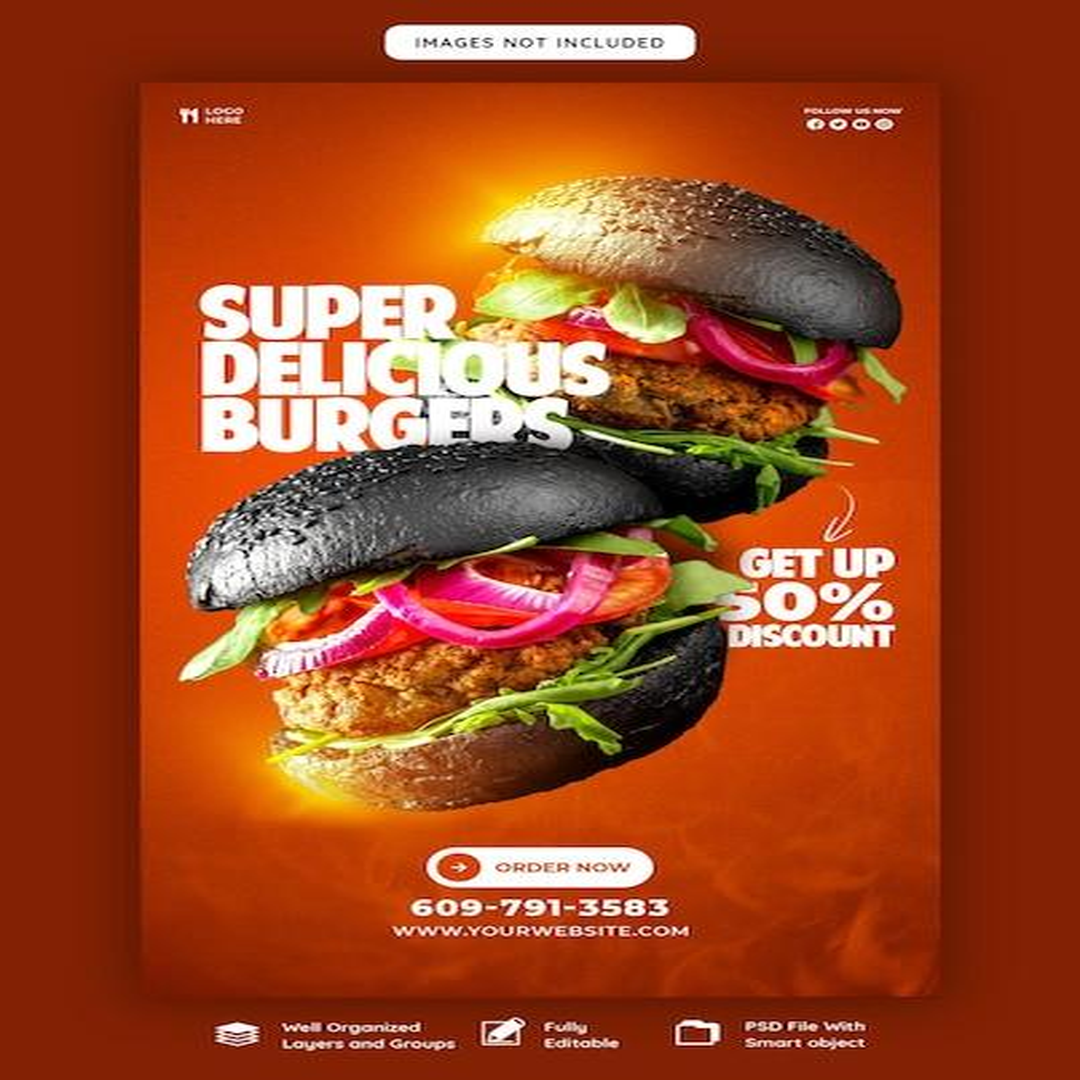 IMAGES NOT INCLUDED
LOGO
HERE
FOLLOW US NOW
SUPER
DELICIOUS
BURGERS
GET UP
50%
DISCOUNT
ORDER NOW
609-791-3583
WWW.YOURWEBSITE.COM
Well Organized
Layers and Groups
Fully
Editable
PSD File With
Smart object